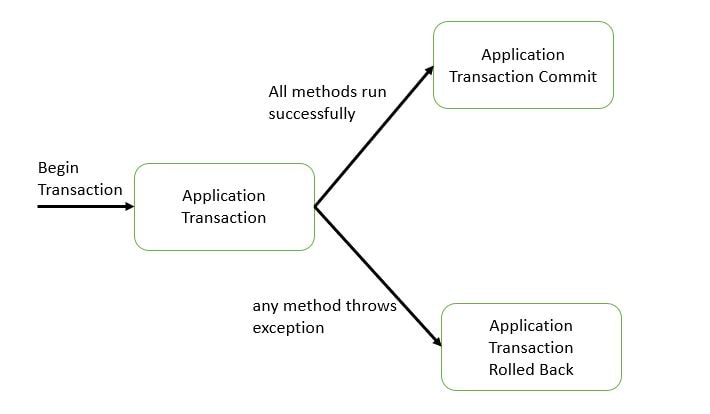 Begin
Transaction
Application
Transaction
All methods run
successfully
Application
Transaction Commit
any method throws
exception
Application
Transaction
Rolled Back